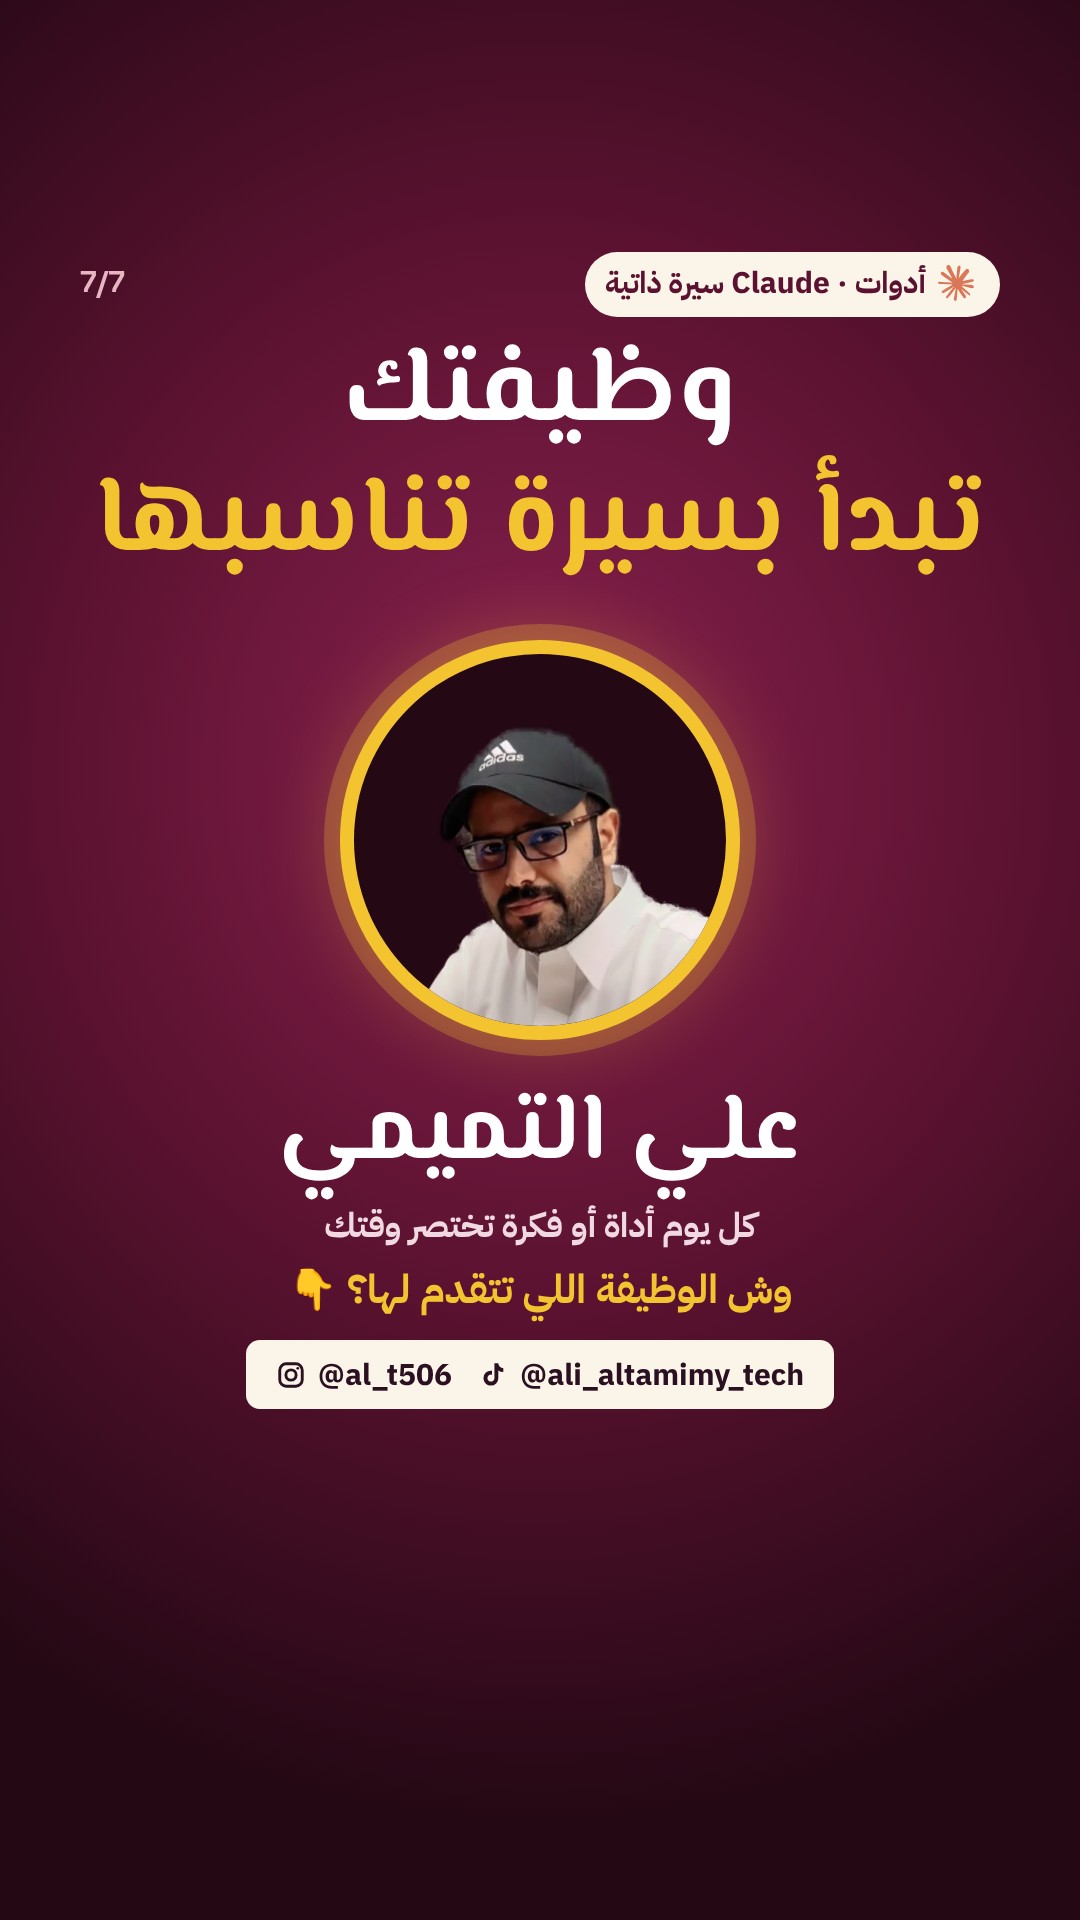 أدوات · Claude سيرة ذاتية
7/7
وظيفتك
تبدأ بسيرة تناسبها
adidas
علي التميمي
كل يوم أداة أو فكرة تختصر وقتك
وش الوظيفة اللي تتقدم لها؟ 👇
@al_t506 @ali_altamimy_tech